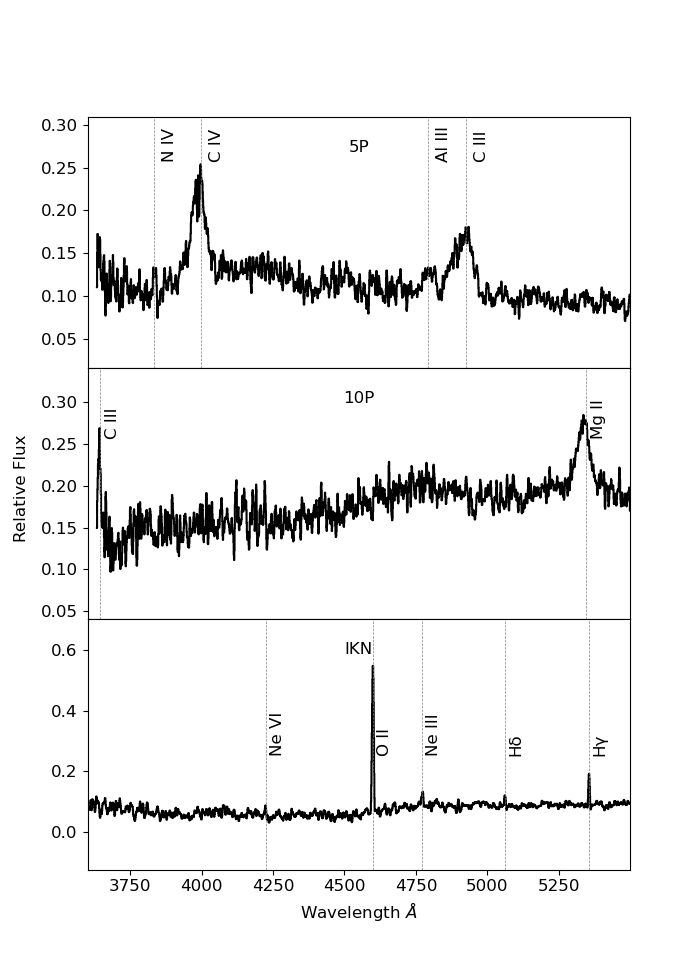 0.30
0.25
0.20
0.15
0.10
0.05
N IV
C IV
5P
Al III
C III
0.30
0.25
0.20
0.15
0.10
0.05
C III
10P
Mg II
Relative Flux
0.6
0.4
0.2
0.0
IKN
Ne VI
O II
Ne III
Hδ
Hγ
3750 4000 4250 4500 4750 5000 5250
Wavelength Å